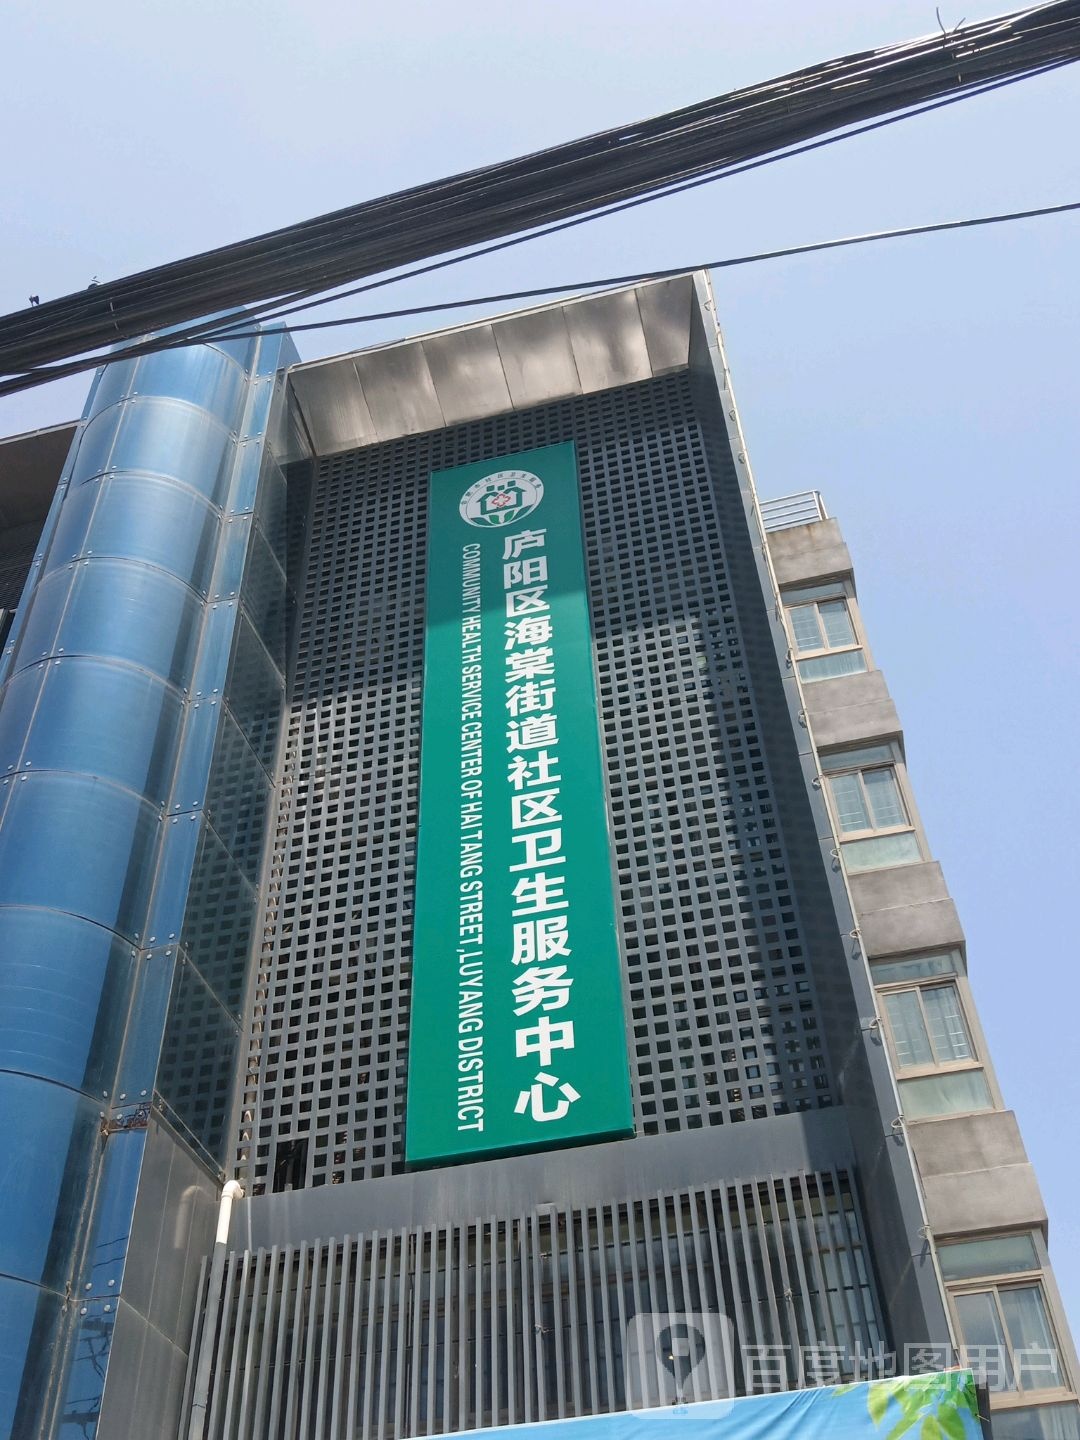 庐阳区海棠街道社区卫生服务中心
COMMUNITY HEALTH SERVICE CENTER OF HAI TANG STREET ,LUYANG DISTRICT
百度地图用户